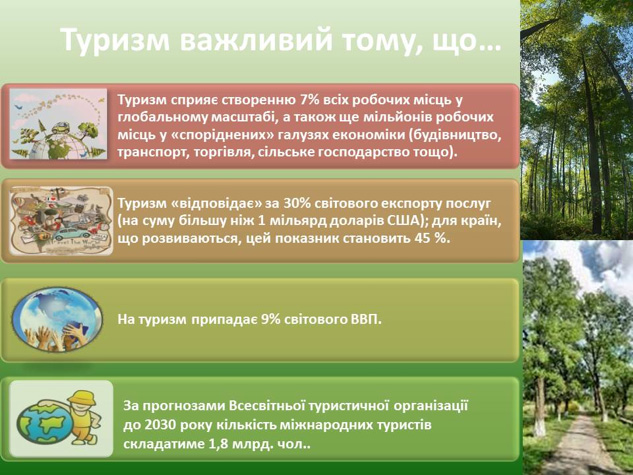 Туризм важливий тому, що…
Туризм сприяє створенню 7% всіх робочих місць у
глобальному масштабі, а також ще мільйонів робочих
місць у «споріднених» галузях економіки (будівництво,
транспорт, торгівля, сільське господарство тощо).
Туризм «відповідає» за 30% світового експорту послуг
(на суму більшу ніж 1 мільярд доларів США); для країн,
що розвиваються, цей показник становить 45 %.
На туризм припадає 9% світового ВВП.
За прогнозами Всесвітньої туристичної організації
до 2030 року кількість міжнародних туристів
складатиме 1,8 млрд. чол..